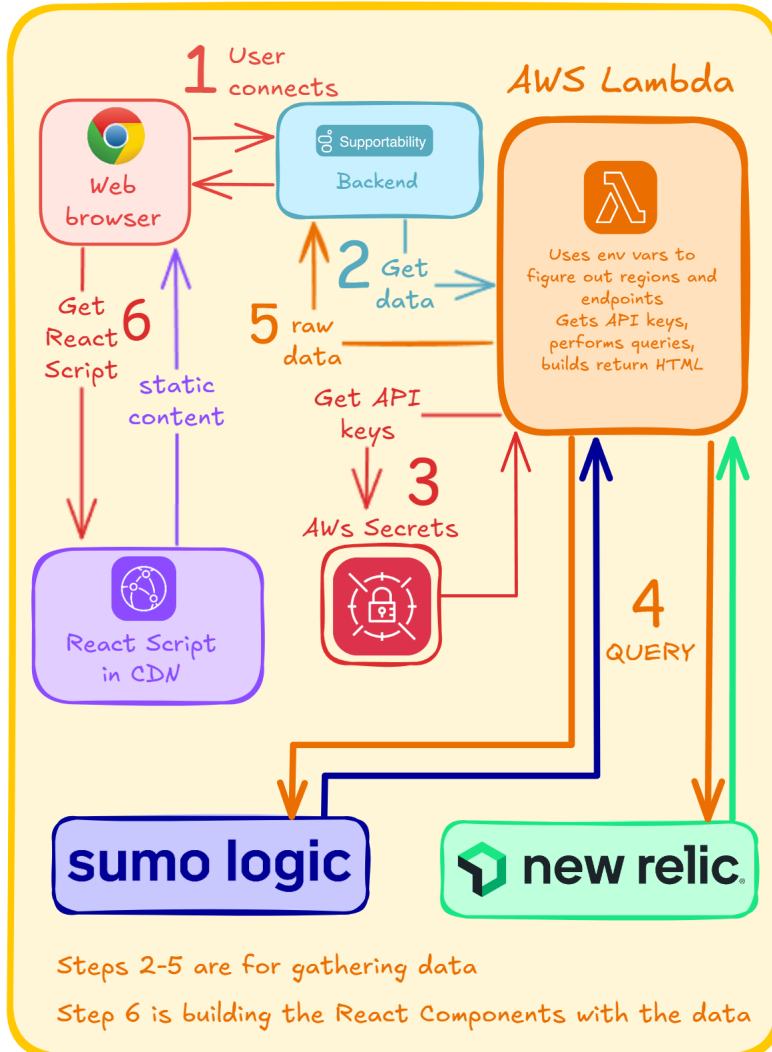 1 User
connects
AWS Lambda
Web
browser
Supportability
Backend
Uses env vars to
figure out regions and
endpoints
Gets API keys,
performs queries,
builds return HTML
2 Get
data
5 raw
data
Get
React
Script
6
static
content
Get API
keys
3
AWs Secrets
React Script
in CDN
4
QUERY
sumo logic
new relic®
Steps 2-5 are for gathering data
Step 6 is building the React Components with the data